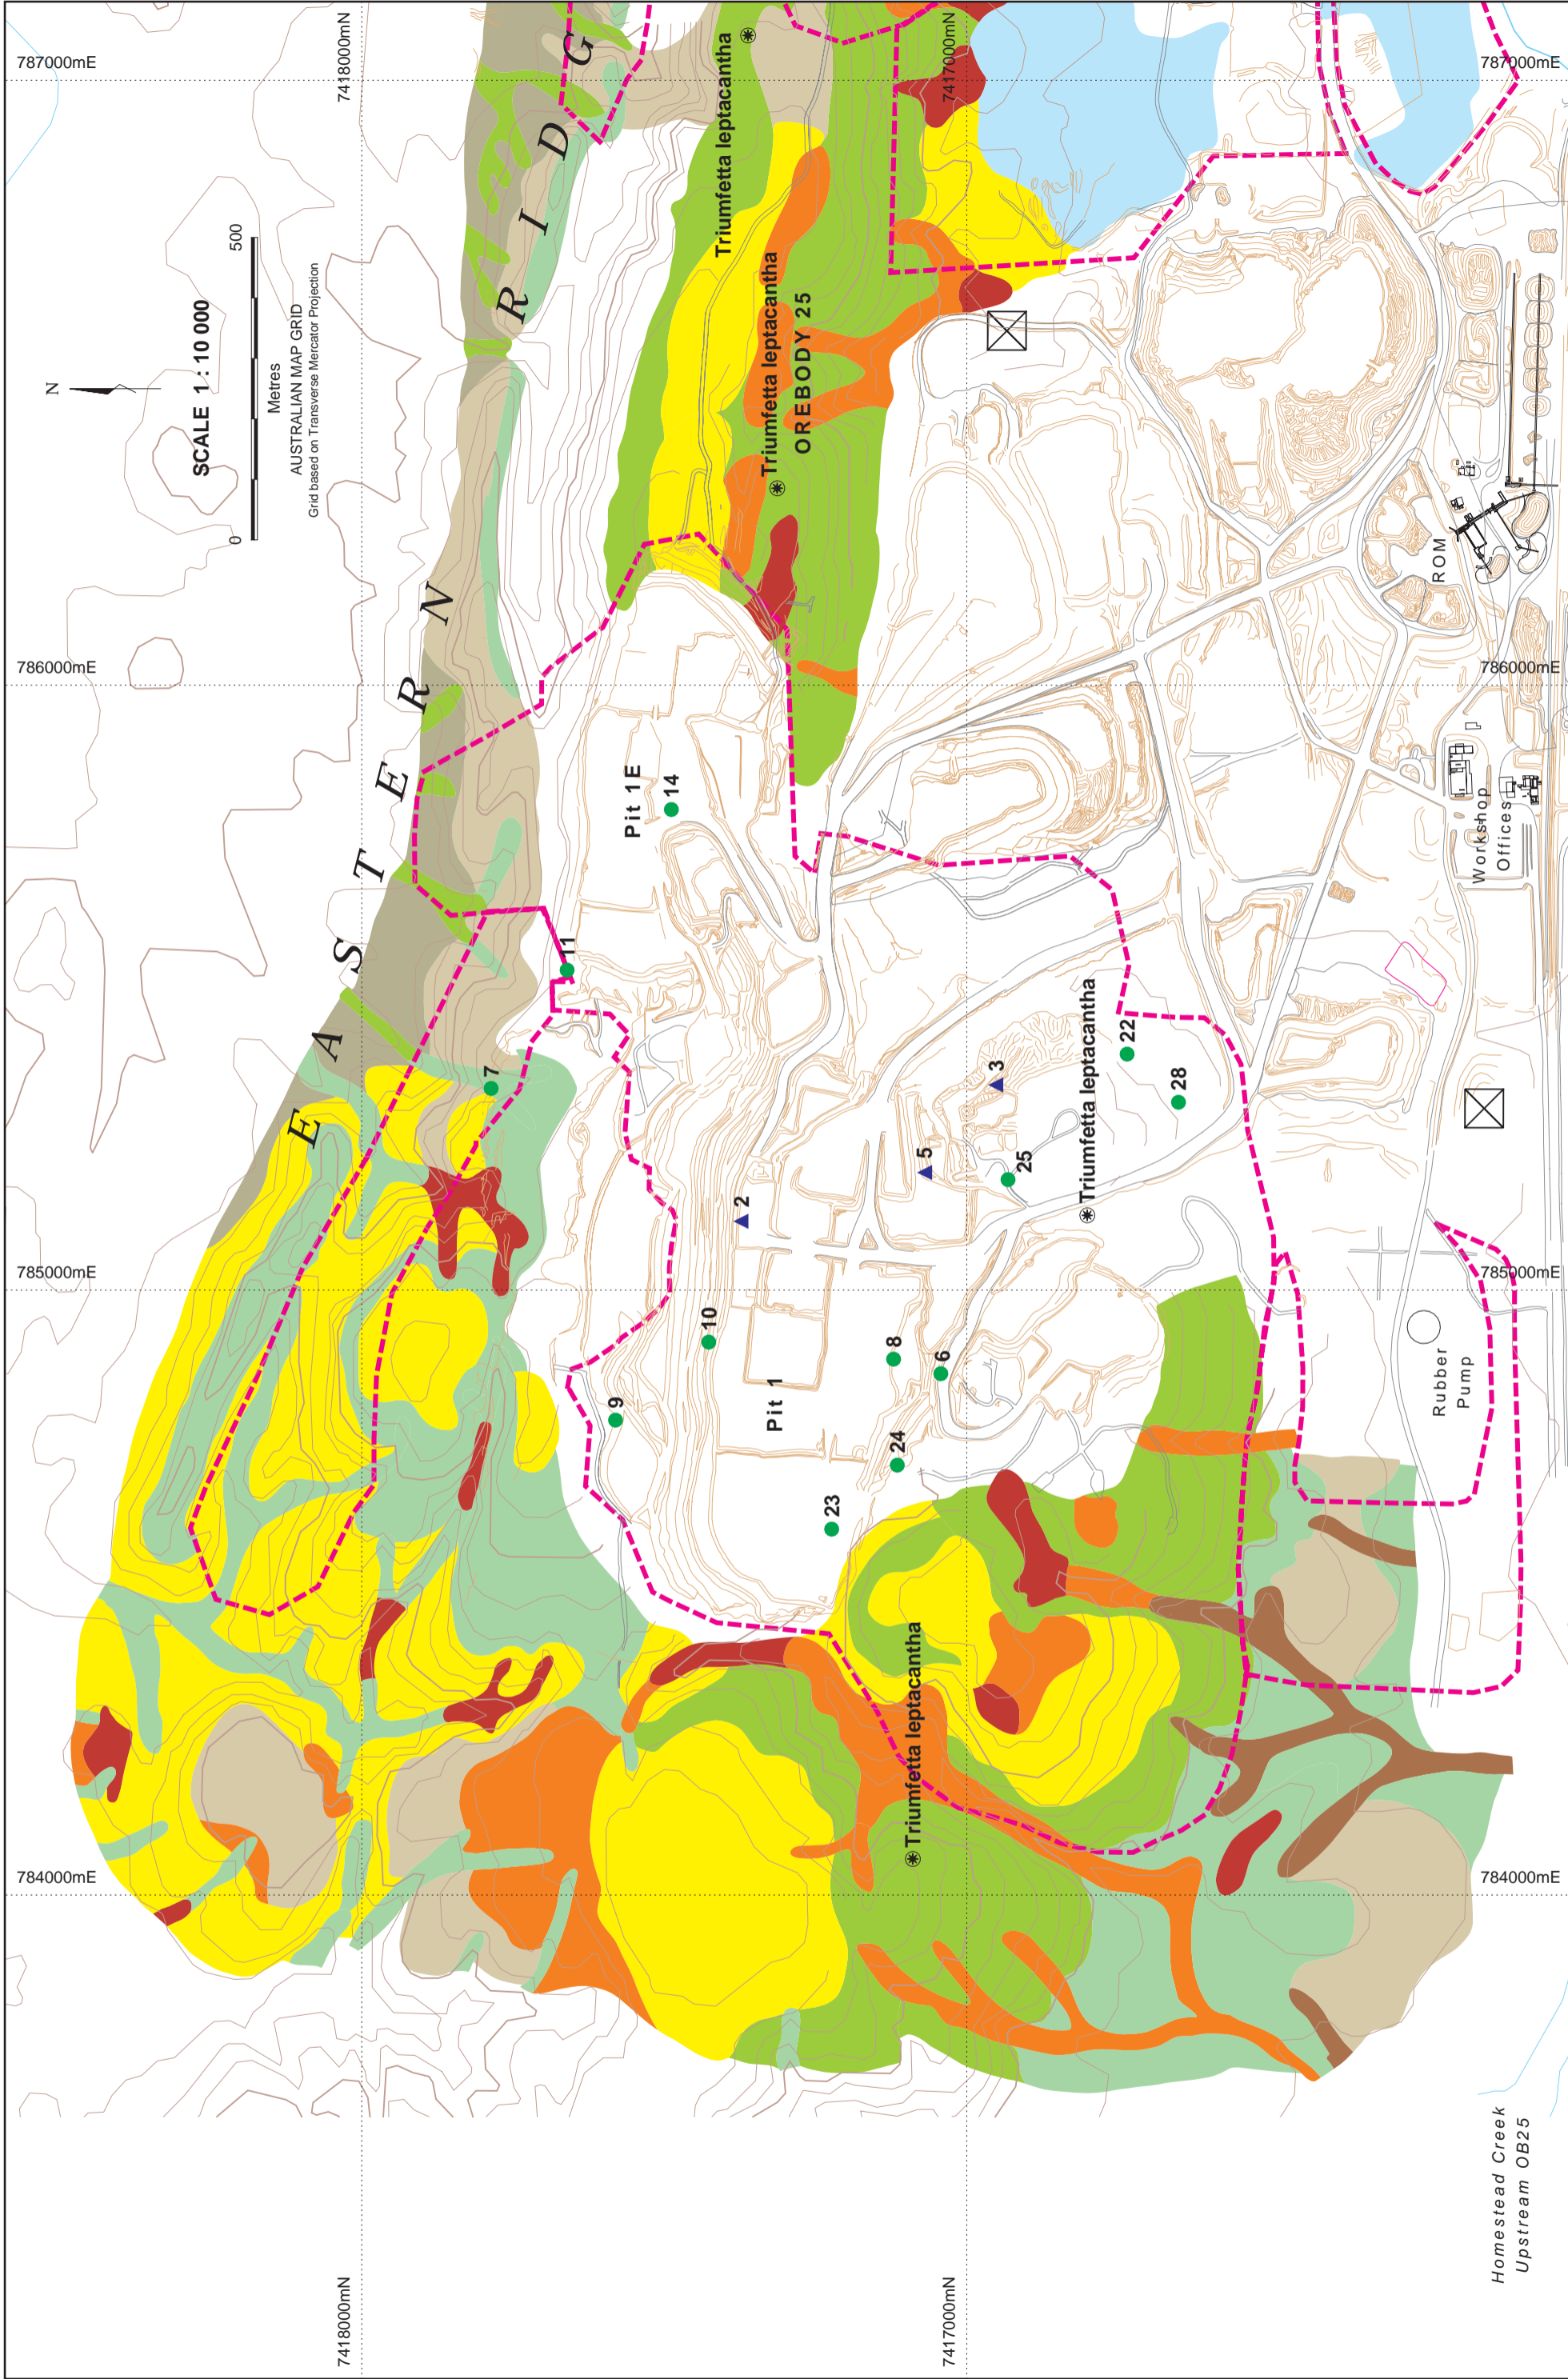 7418000mN
7417000mN
784000mE
784000mE
785000mE
785000mE
786000mE
786000mE
787000mE
787000mE
N
SCALE 1 : 10 000
0
500
Metres
AUSTRALIAN MAP GRID
Grid based on Transverse Mercator Projection
7418000mN
7417000mN
EASTERN RIDG
Triumfetta leptacantha
Triumfetta leptacantha
OREBODY 25
Pit 1E
14
11
7
2
10
9
Pit 1
8
6
24
23
5
3
25
22
28
Triumfetta leptacantha
Triumfetta leptacantha
ROM
Workshop
Offices
Rubber
Pump
Homestead Creek
Upstream OB25